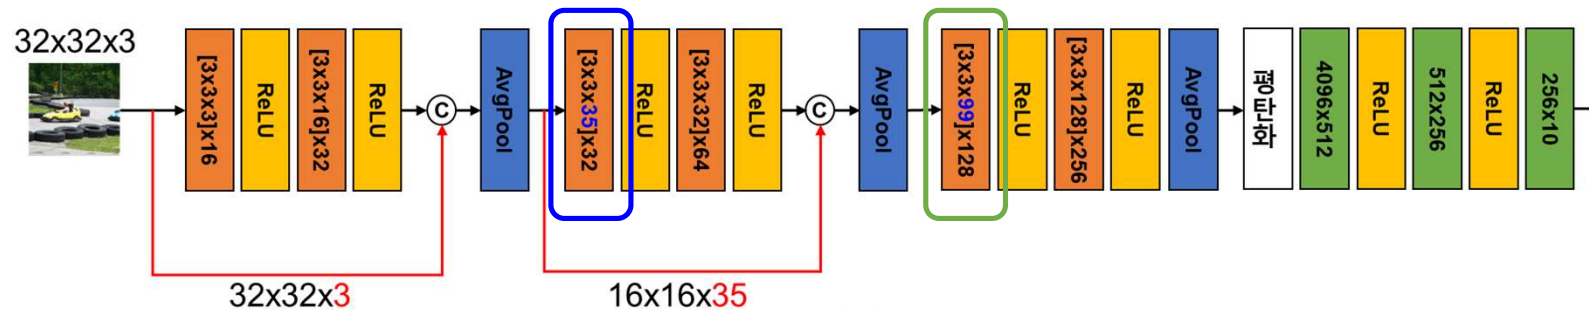 32x32x3
[3x3x3]x16
ReLU
[3x3x16]x32
ReLU
C
AvgPool
[3x3x35]x32
ReLU
[3x3x32]x64
ReLU
C
AvgPool
[3x3x99]x128
ReLU
[3x3x128]x256
ReLU
AvgPool
평탄화
4096x512
ReLU
512x256
ReLU
256x10
32x32x3
16x16x35